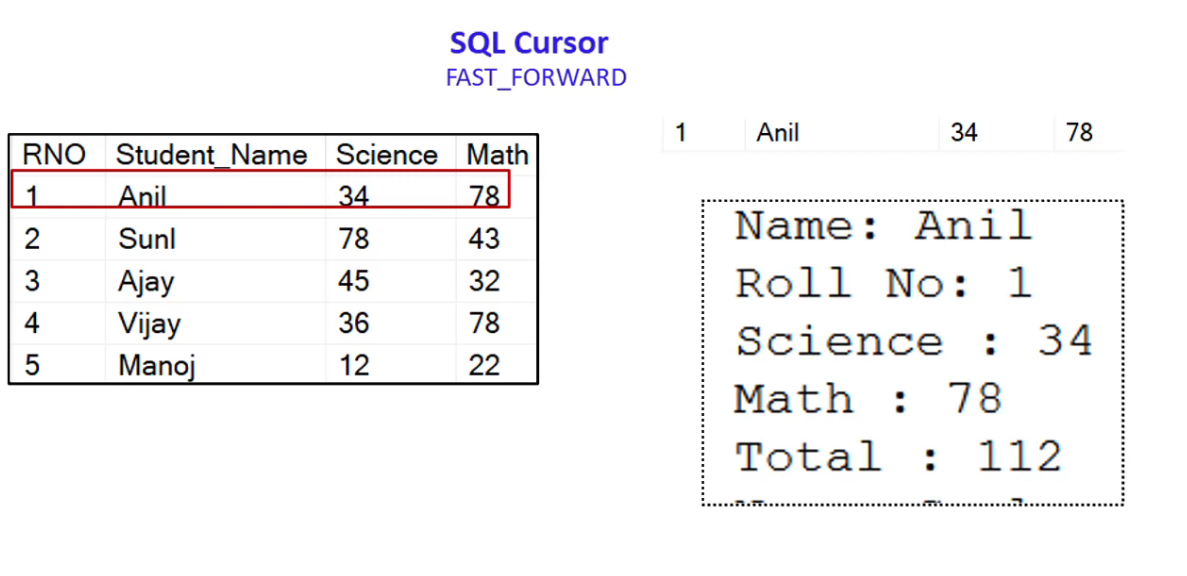 SQL Cursor
FAST_FORWARD
RNO Student_Name Science Math
1 Anil 34 78
2 Sunl 78 43
3 Ajay 45 32
4 Vijay 36 78
5 Manoj 12 22
1 Anil 34 78
Name: Anil
Roll No: 1
Science : 34
Math : 78
Total : 112